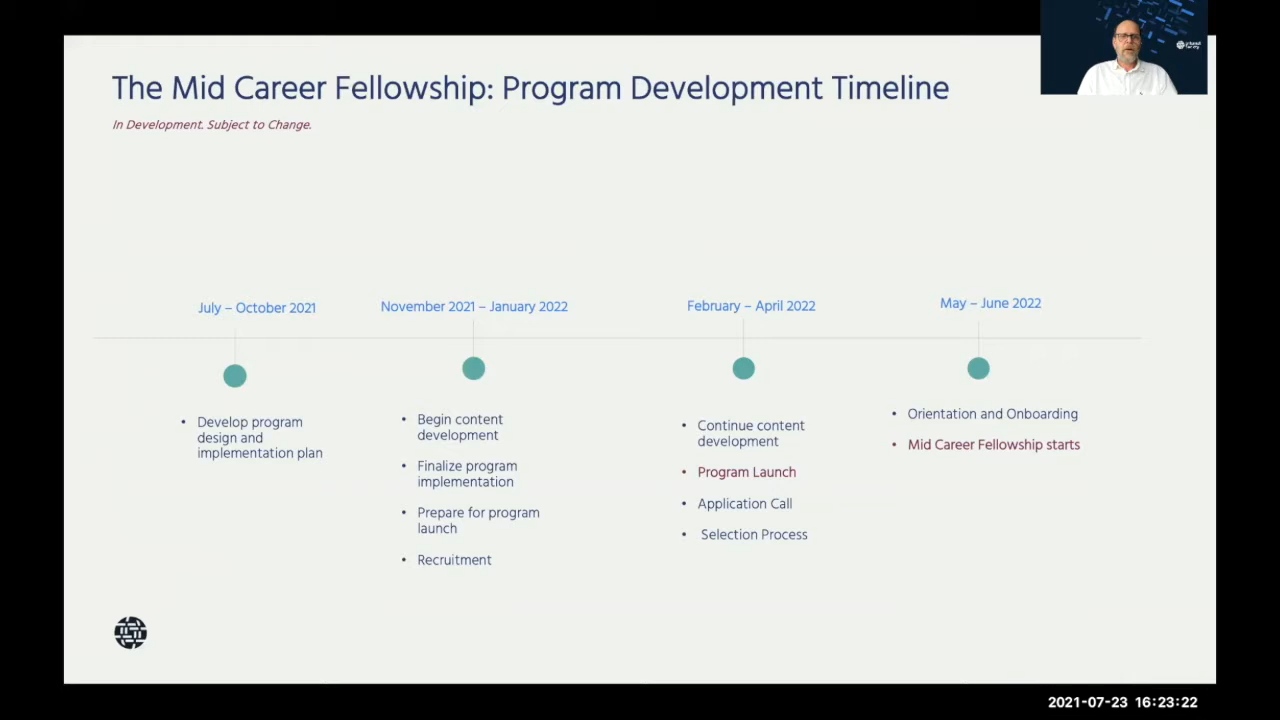 The Mid Career Fellowship: Program Development Timeline
In Development. Subject to Change.
July – October 2021
November 2021 – January 2022
February – April 2022
May – June 2022
• Develop program
design and
implementation plan
• Begin content
development
• Finalize program
implementation
• Prepare for program
launch
• Recruitment
• Continue content
development
• Program Launch
• Application Call
• Selection Process
• Orientation and Onboarding
• Mid Career Fellowship starts
2021-07-23 16:23:22